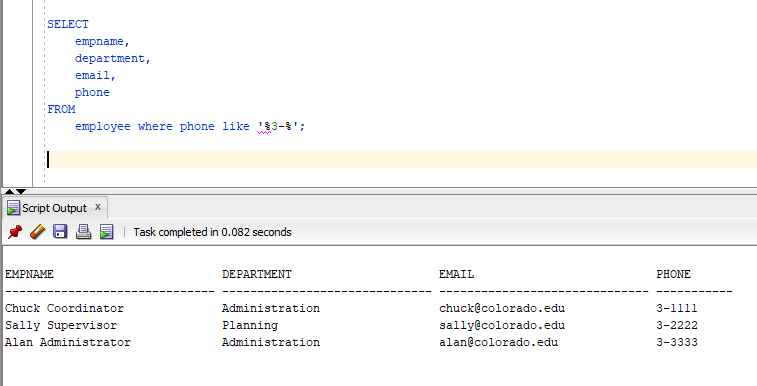 SELECT
empname,
department,
email,
phone
FROM
employee where phone like '%3-%';
Script Output x
Task completed in 0.082 seconds
EMPNAME DEPARTMENT EMAIL PHONE
------------------------------ ------------------------------ ------------------------------ -----------
Chuck Coordinator Administration chuck@colorado.edu 3-1111
Sally Supervisor Planning sally@colorado.edu 3-2222
Alan Administrator Administration alan@colorado.edu 3-3333